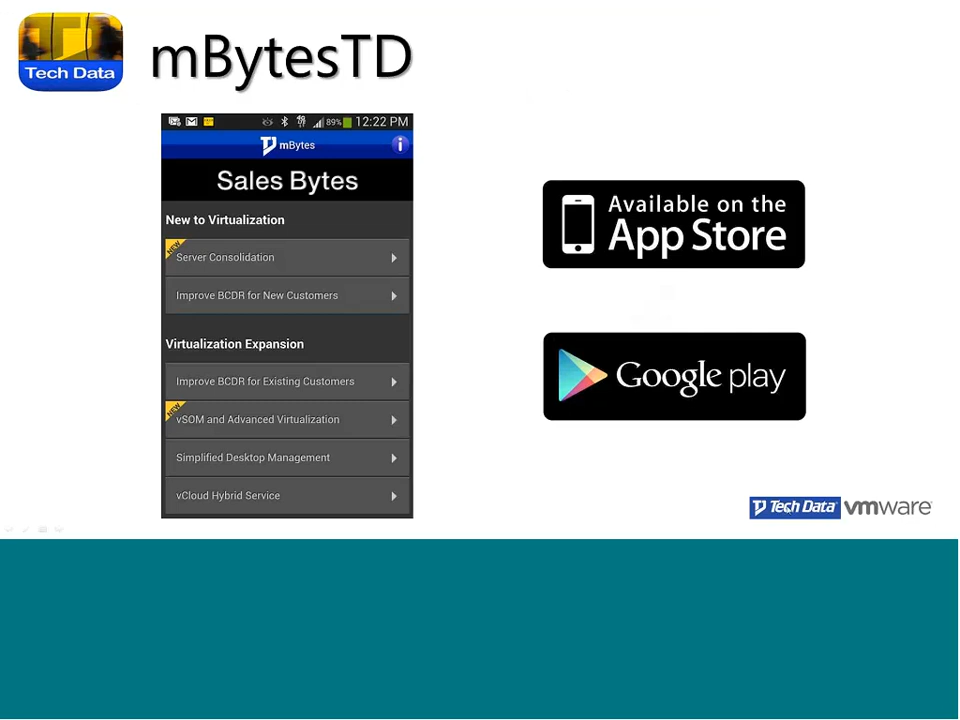 Tech Data
mBytesTD
89% 12:22 PM
mBytes
i
Sales Bytes
New to Virtualization
NEW
Server Consolidation
Improve BCDR for New Customers
Virtualization Expansion
Improve BCDR for Existing Customers
NEW
vSOM and Advanced Virtualization
Simplified Desktop Management
vCloud Hybrid Service
Available on the
App Store
Google play
Tech Data vmware